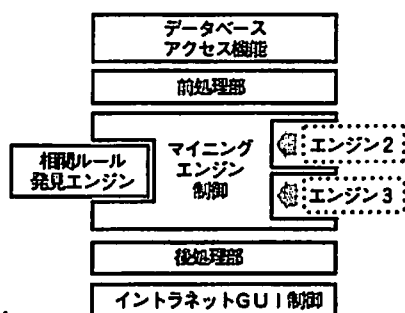 データベース
アクセス機能
前処理部
マイニング
エンジン
制御
相関ルール
発見エンジン
エンジン2
エンジン3
後処理部
イントラネットGUI制御